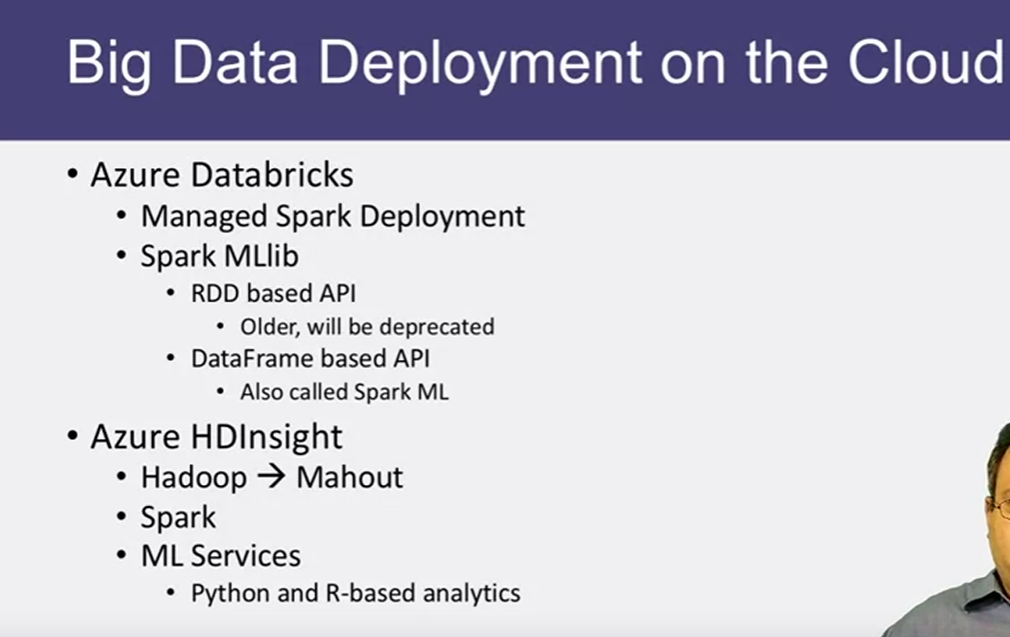 Big Data Deployment on the Cloud
• Azure Databricks
• Managed Spark Deployment
• Spark MLlib
• RDD based API
• Older, will be deprecated
• DataFrame based API
• Also called Spark ML
• Azure HDInsight
• Hadoop → Mahout
• Spark
• ML Services
• Python and R-based analytics